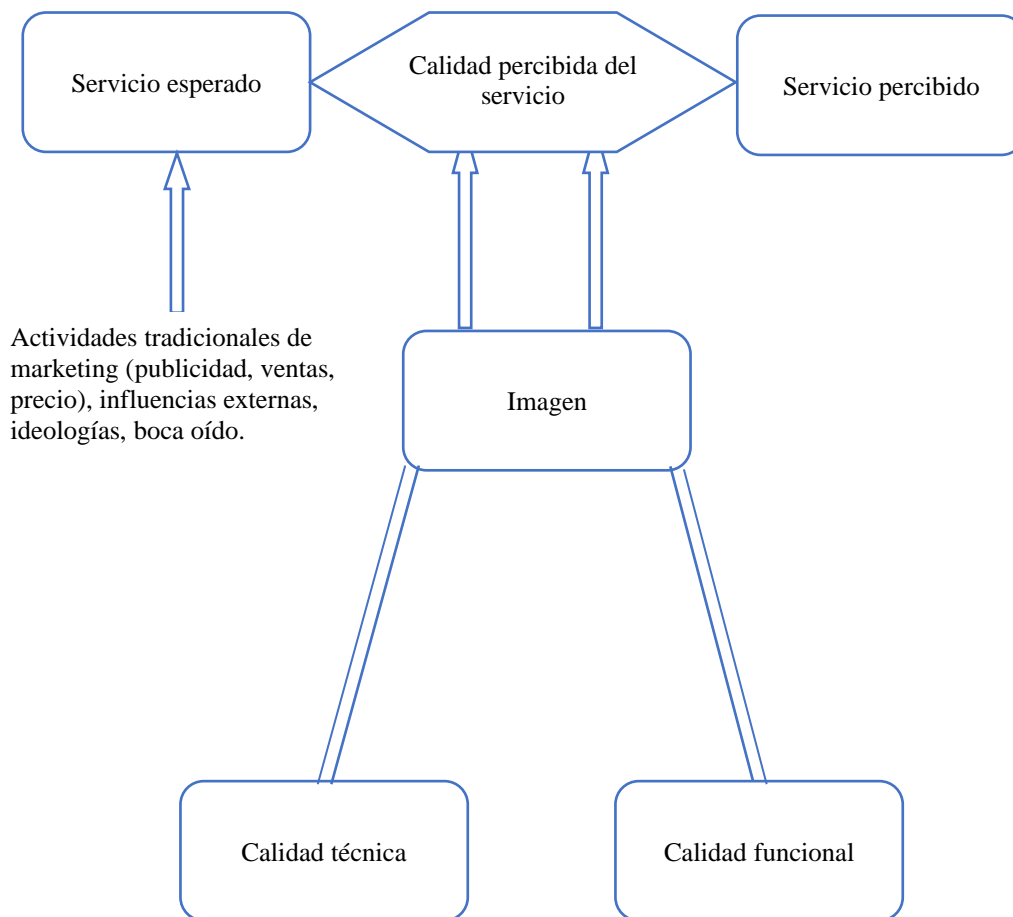 Servicio esperado
Calidad percibida del
servicio
Servicio percibido
Actividades tradicionales de
marketing (publicidad, ventas,
precio), influencias externas,
ideologías, boca oído.
Imagen
Calidad técnica
Calidad funcional